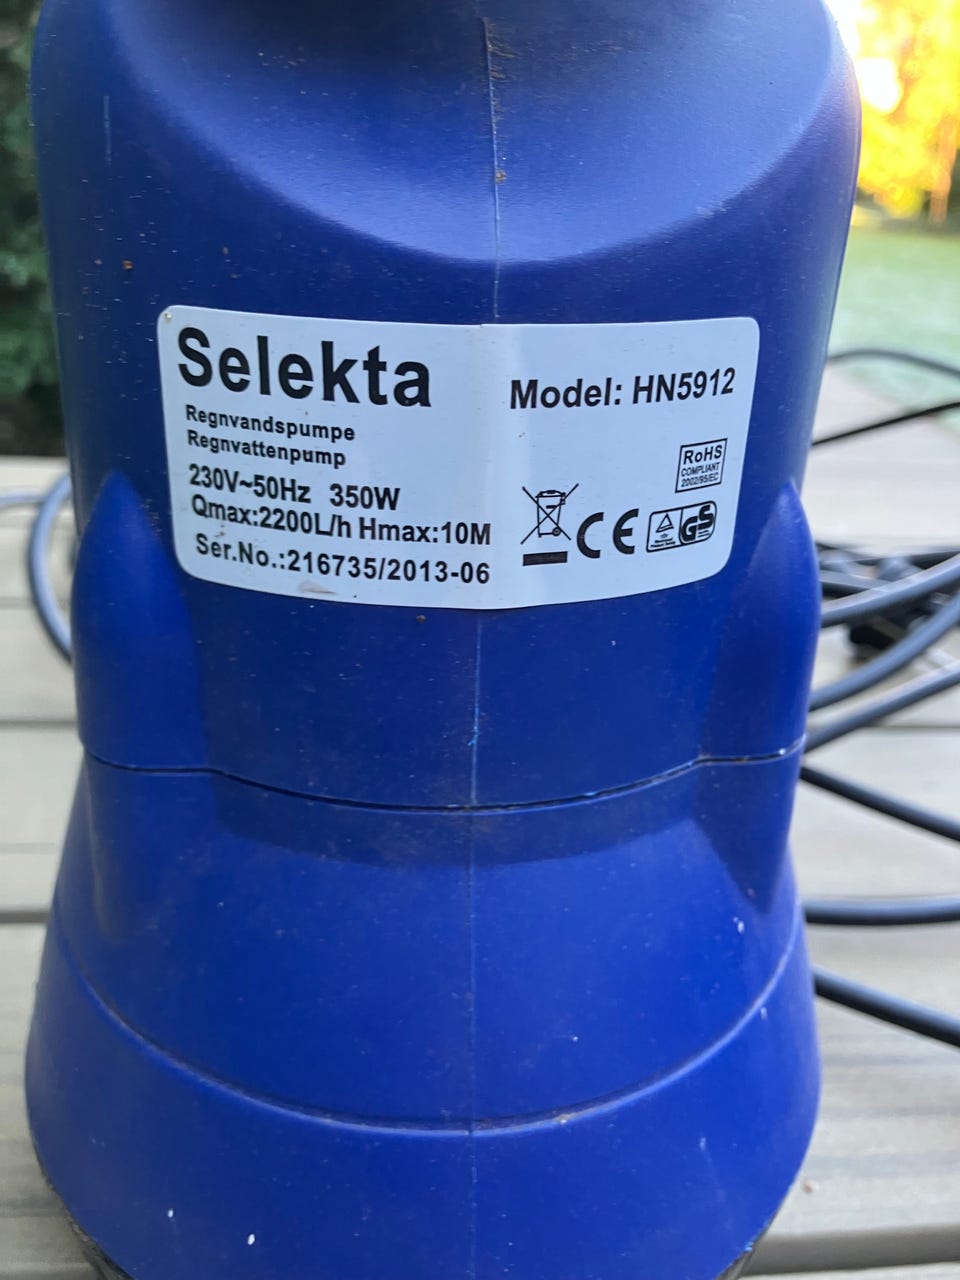 Selekta
Regnvandspumpe
Regnvattenpump
230V~50Hz 350W
Qmax:2200L/h Hmax:10M
Ser.No.:216735/2013-06
Model: HN5912
RoHS
COMPLIANT
2002/95/EC
CE
GS